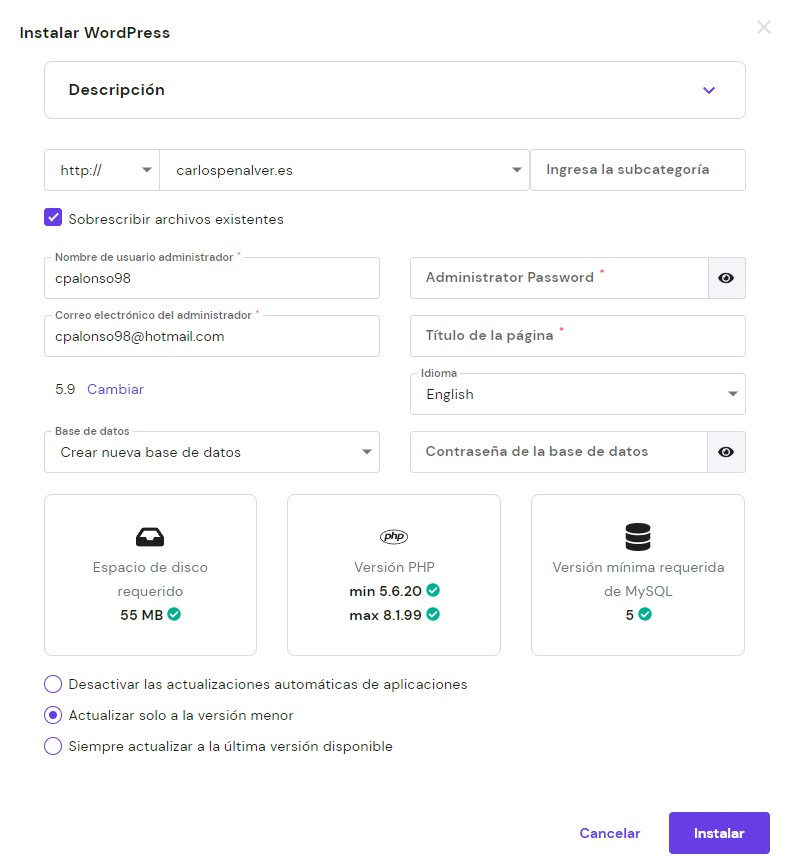 Instalar WordPress
Descripción
http:// carlospenalver.es Ingresa la subcategoría
Sobrescribir archivos existentes
Nombre de usuario administrador *
cpalonso98
Administrator Password *
Correo electrónico del administrador *
cpalonso98@hotmail.com
Título de la página *
5.9 Cambiar
Idioma
English
Base de datos
Crear nueva base de datos
Contraseña de la base de datos
Espacio de disco
requerido
55 MB
php
Versión PHP
min 5.6.20
max 8.1.99
Versión mínima requerida
de MySQL
5
Desactivar las actualizaciones automáticas de aplicaciones
Actualizar solo a la versión menor
Siempre actualizar a la última versión disponible
Cancelar Instalar